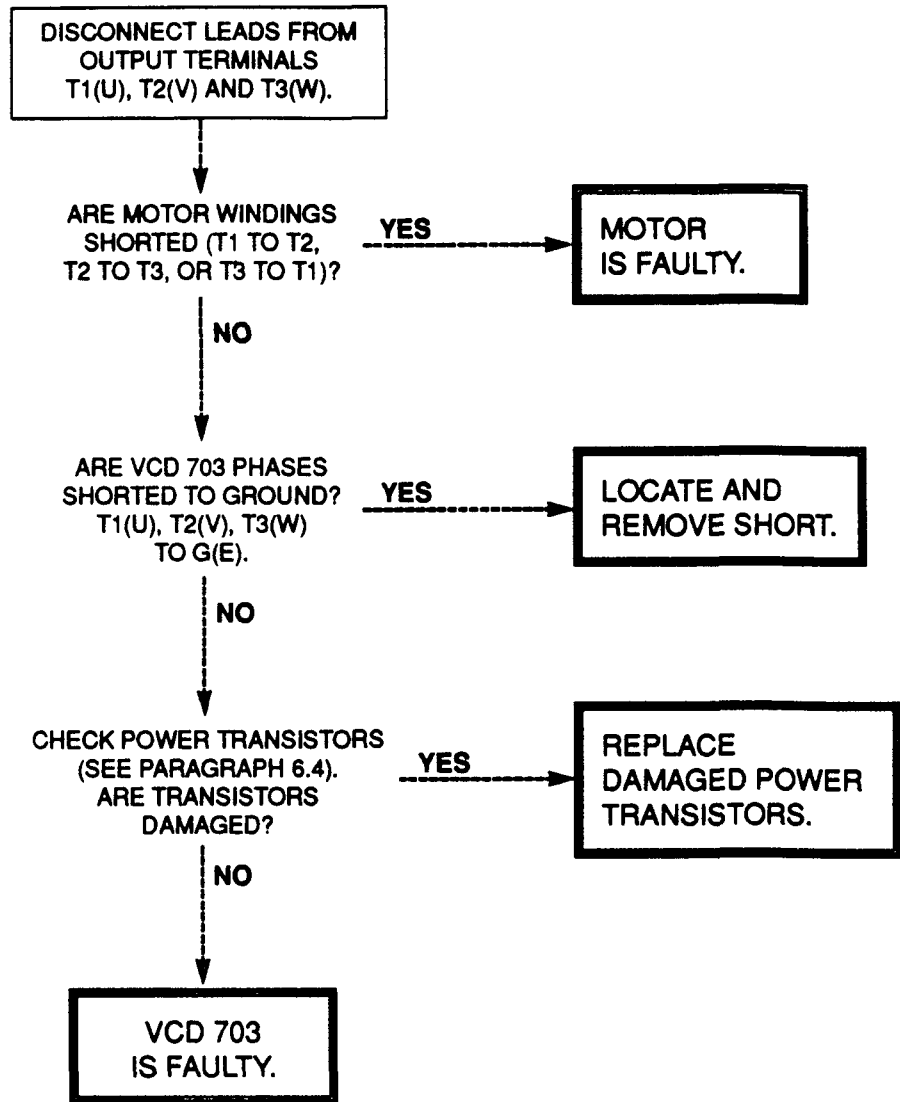 DISCONNECT LEADS FROM
OUTPUT TERMINALS
T1(U), T2(V) AND T3(W).
ARE MOTOR WINDINGS
SHORTED (T1 TO T2,
T2 TO T3, OR T3 TO T1)?
YES
MOTOR
IS FAULTY.
NO
ARE VCD 703 PHASES
SHORTED TO GROUND?
T1(U), T2(V), T3(W)
TO G(E).
YES
LOCATE AND
REMOVE SHORT.
NO
CHECK POWER TRANSISTORS
(SEE PARAGRAPH 6.4).
ARE TRANSISTORS
DAMAGED?
YES
REPLACE
DAMAGED POWER
TRANSISTORS.
NO
VCD 703
IS FAULTY.